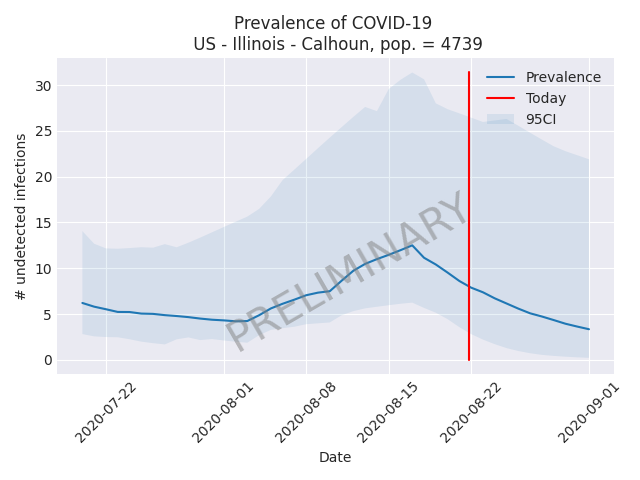 Prevalence of COVID-19
US - Illinois - Calhoun, pop. = 4739
Prevalence
Today
95CI
30
25
20
15
10
5
0
# undetected infections
PRELIMINARY
2020-07-22
2020-08-01
2020-08-08
2020-08-15
2020-08-22
2020-09-01
Date